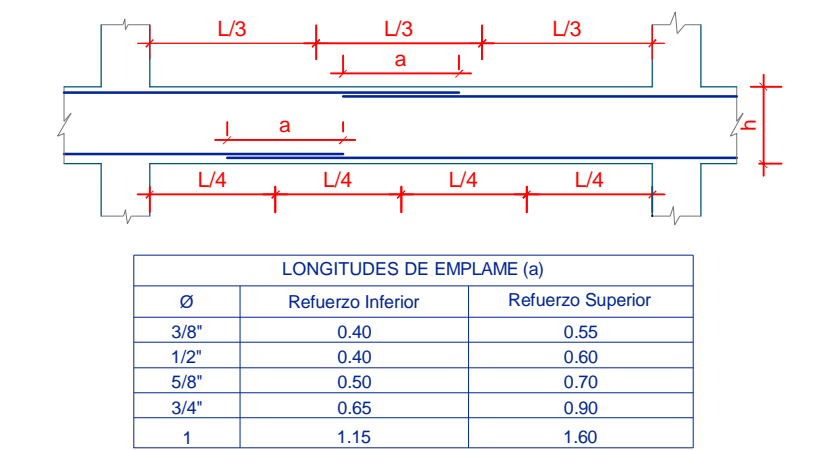 L/3 L/3 L/3
a
h
a
L/4 L/4 L/4 L/4
LONGITUDES DE EMPLAME (a)
Ø Refuerzo Inferior Refuerzo Superior
3/8" 0.40 0.55
1/2" 0.40 0.60
5/8" 0.50 0.70
3/4" 0.65 0.90
1 1.15 1.60